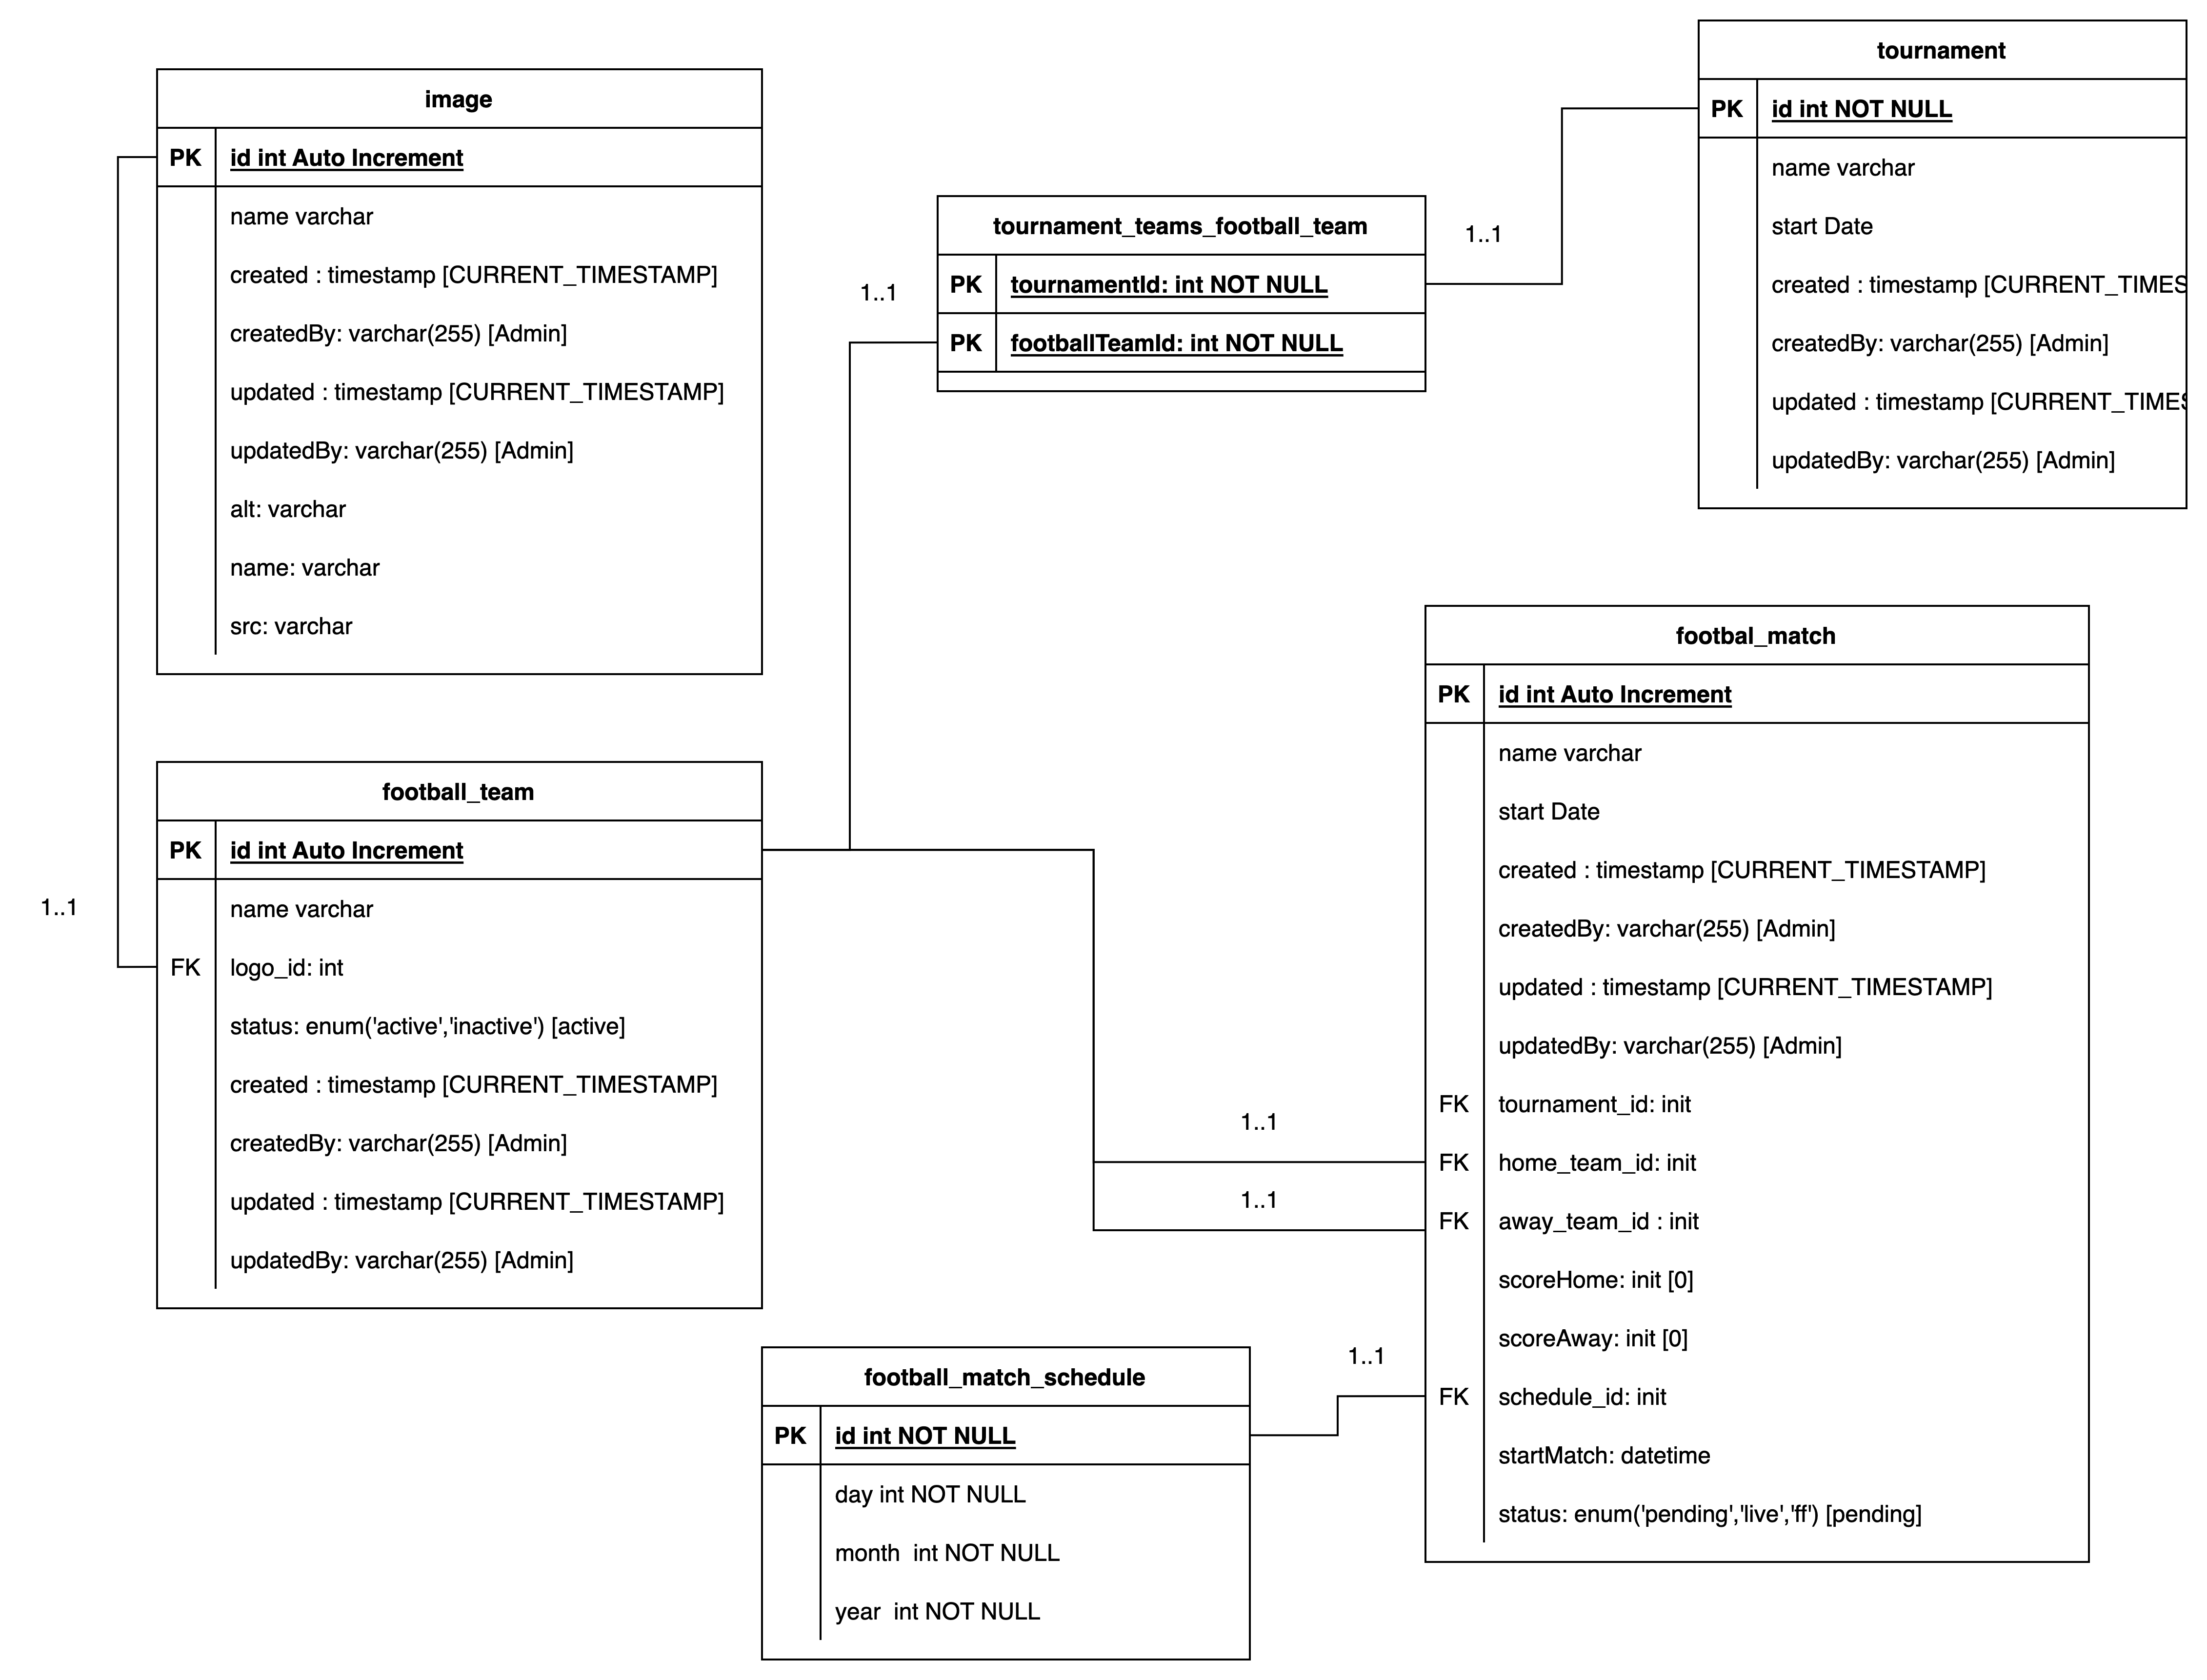 image
PK id int Auto Increment
name varchar
created : timestamp [CURRENT_TIMESTAMP]
createdBy: varchar(255) [Admin]
updated : timestamp [CURRENT_TIMESTAMP]
updatedBy: varchar(255) [Admin]
alt: varchar
name: varchar
src: varchar
1..1
football_team
PK id int Auto Increment
name varchar
FK logo_id: int
status: enum('active','inactive') [active]
created : timestamp [CURRENT_TIMESTAMP]
createdBy: varchar(255) [Admin]
updated : timestamp [CURRENT_TIMESTAMP]
updatedBy: varchar(255) [Admin]
1..1
tournament_teams_football_team
PK tournamentId: int NOT NULL
PK footballTeamId: int NOT NULL
1..1
tournament
PK id int NOT NULL
name varchar
start Date
created : timestamp [CURRENT_TIMES
createdBy: varchar(255) [Admin]
updated : timestamp [CURRENT_TIMES
updatedBy: varchar(255) [Admin]
footbal_match
PK id int Auto Increment
name varchar
start Date
created : timestamp [CURRENT_TIMESTAMP]
createdBy: varchar(255) [Admin]
updated : timestamp [CURRENT_TIMESTAMP]
updatedBy: varchar(255) [Admin]
FK tournament_id: init
1..1
FK home_team_id: init
1..1
FK away_team_id : init
scoreHome: init [0]
scoreAway: init [0]
1..1
FK schedule_id: init
startMatch: datetime
status: enum('pending','live','ff') [pending]
football_match_schedule
PK id int NOT NULL
day int NOT NULL
month  int NOT NULL
year  int NOT NULL